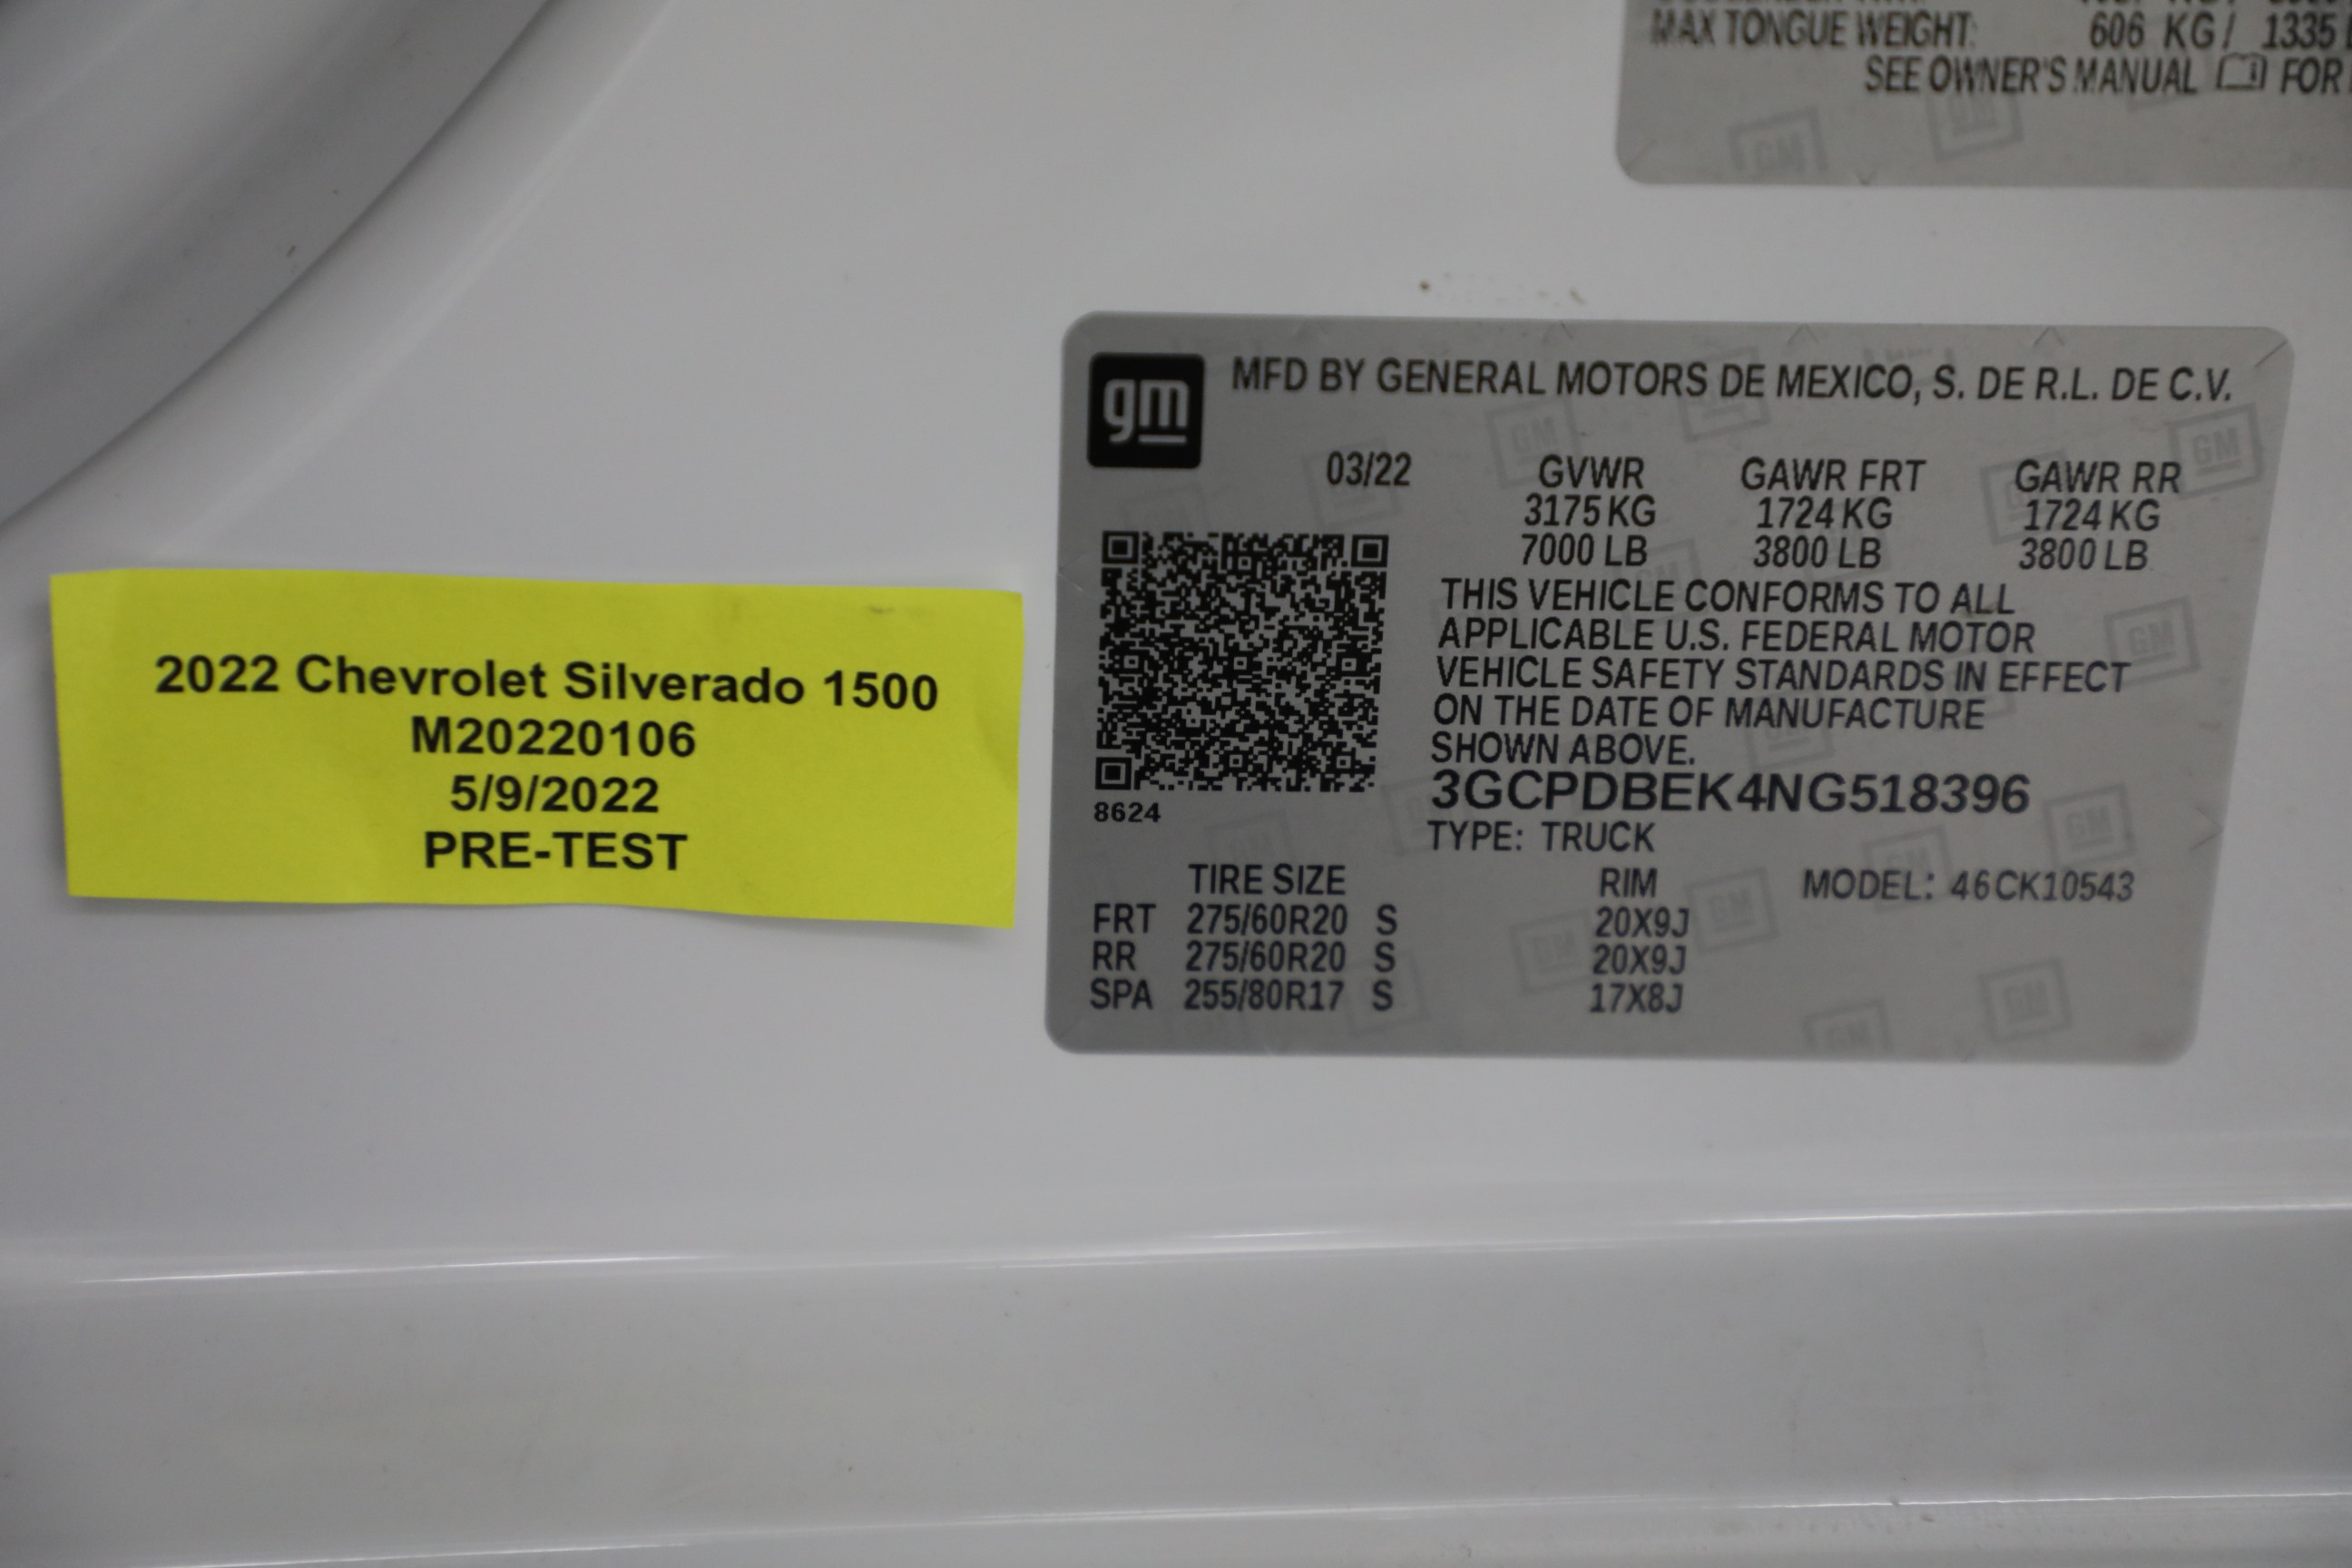 MAX TONGUE WEIGHT: 606 KG/ 1335
SEE OWNER'S MANUAL FOR
gm
MFD BY GENERAL MOTORS DE MEXICO, S. DE R.L. DE C.V.
03/22 GVWR GAWR FRT GAWR RR
3175 KG 1724 KG 1724 KG
7000 LB 3800 LB 3800 LB
THIS VEHICLE CONFORMS TO ALL
APPLICABLE U.S. FEDERAL MOTOR
VEHICLE SAFETY STANDARDS IN EFFECT
ON THE DATE OF MANUFACTURE
SHOWN ABOVE.
3GCPDBEK4NG518396
8624
TYPE: TRUCK
TIRE SIZE RIM MODEL: 46CK10543
FRT 275/60R20 S 20X9J
RR 275/60R20 S 20X9J
SPA 255/80R17 S 17X8J
2022 Chevrolet Silverado 1500
M20220106
5/9/2022
PRE-TEST